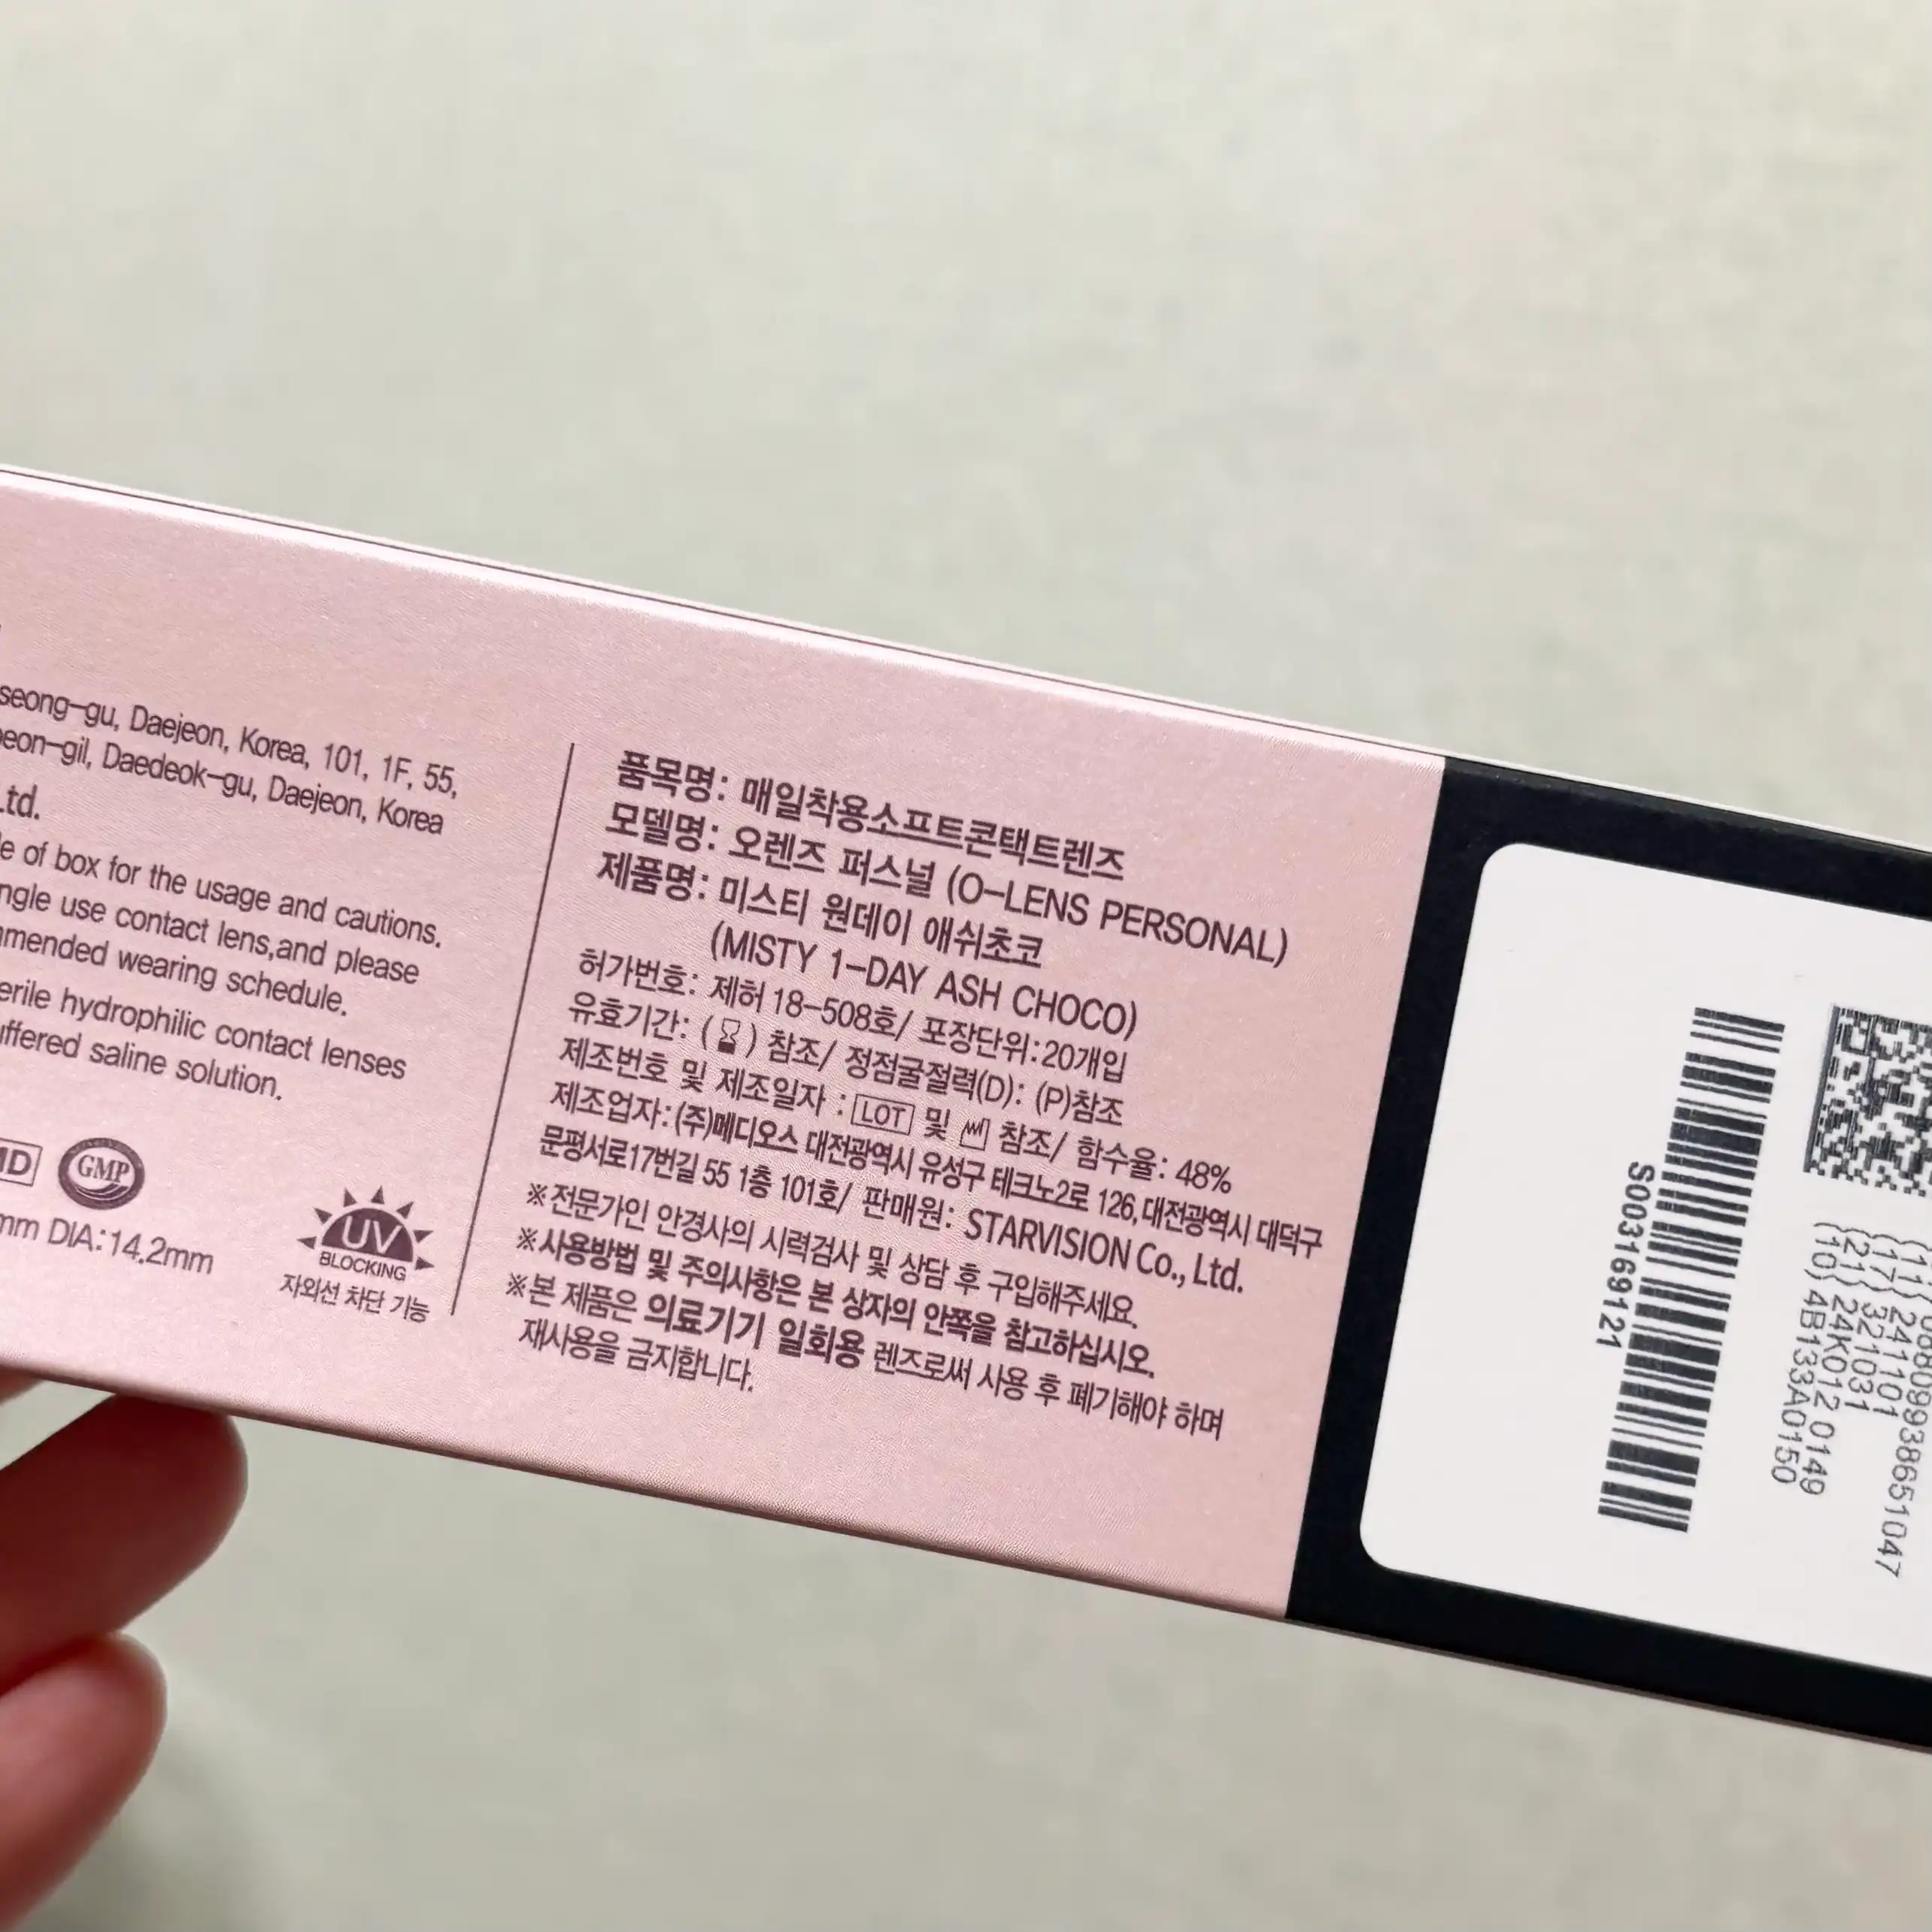 seong-gu, Daejeon, Korea, 101, 1F, 55,
eon-gil, Daedeok-gu, Daejeon, Korea
Ltd.
e of box for the usage and cautions.
ngle use contact lens,and please
mmended wearing schedule.
erile hydrophilic contact lenses
uffered saline solution.
MD
GMP
mm DIA:14.2mm
UV
BLOCKING
자외선 차단 기능
품목명: 매일착용소프트콘택트렌즈
모델명: 오렌즈 퍼스널 (O-LENS PERSONAL)
제품명: 미스티 원데이 애쉬초코
(MISTY 1-DAY ASH CHOCO)
허가번호: 제허 18-508호/ 포장단위:20개입
유효기간: (⌛) 참조/ 정점굴절력(D): (P)참조
제조번호 및 제조일자 : LOT 및 참조/ 함수율: 48%
제조업자:(주)메디오스 대전광역시 유성구 테크노2로 126, 대전광역시 대덕구
문평서로17번길 55 1층 101호/ 판매원: STARVISION Co., Ltd.
※전문가인 안경사의 시력검사 및 상담 후 구입해주세요.
※사용방법 및 주의사항은 본 상자의 안쪽을 참고하십시오.
※본 제품은 의료기기 일회용 렌즈로써 사용 후 폐기해야 하며
재사용을 금지합니다.
S003169121
(11) 241101
(17) 321031
(21) 24K012 0149
(10) 4B133A0150